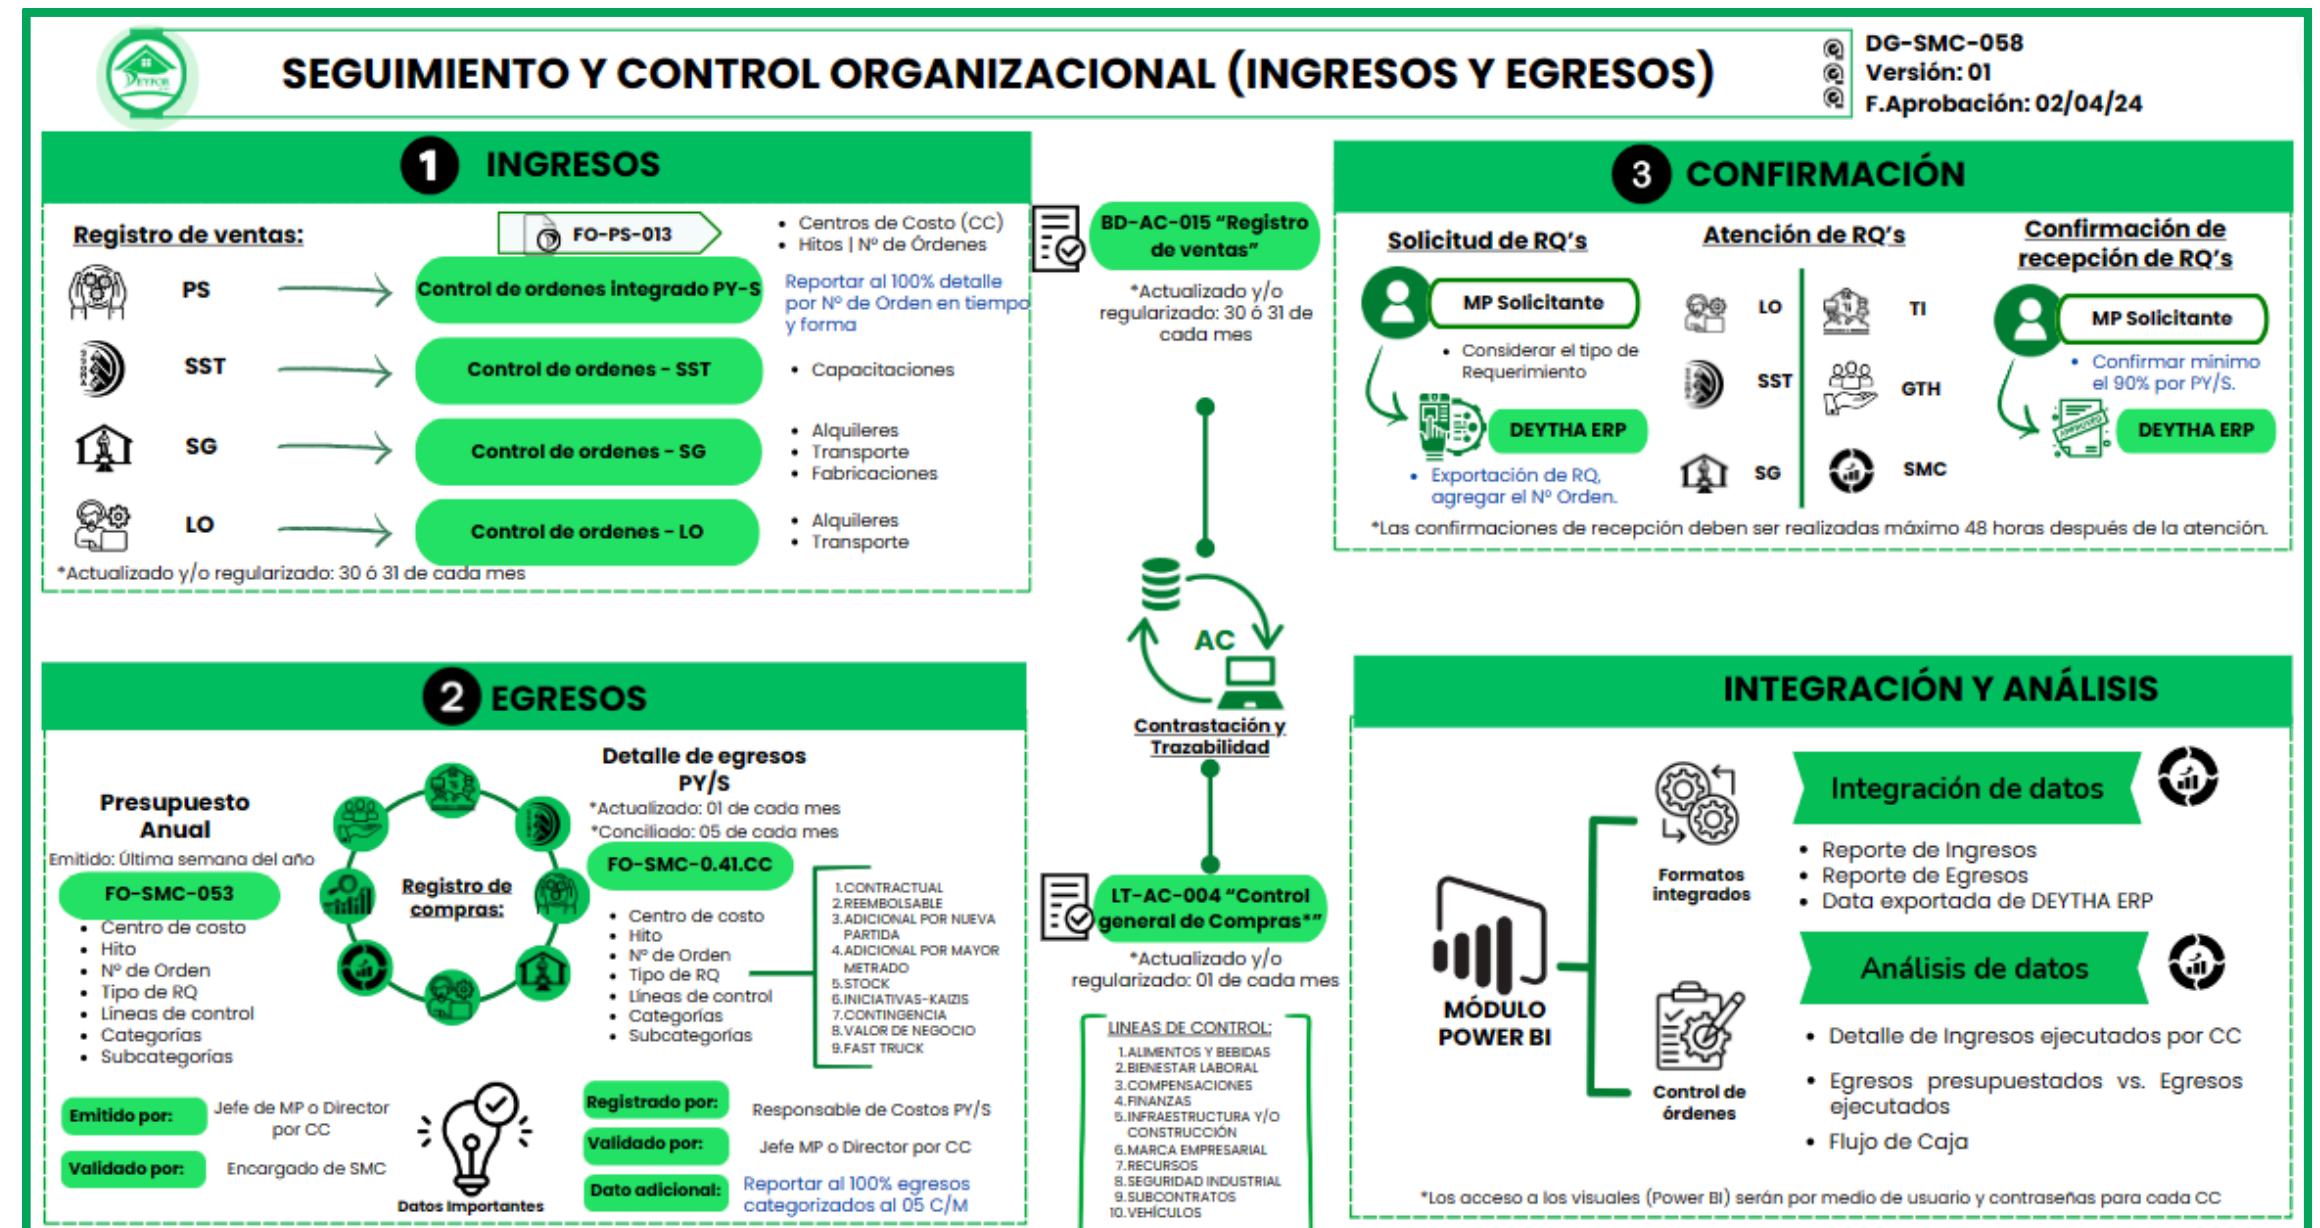 DEYFOR
SEGUIMIENTO Y CONTROL ORGANIZACIONAL (INGRESOS Y EGRESOS)
DG-SMC-058
Versión: 01
F.Aprobación: 02/04/24
1 INGRESOS
Registro de ventas:
FO-PS-013
• Centros de Costo (CC)
• Hitos | Nº de Órdenes
PS
Control de ordenes integrado PY-S
Reportar al 100% detalle
por Nº de Orden en tiempo
y forma
SST
Control de ordenes - SST
• Capacitaciones
SG
Control de ordenes - SG
• Alquileres
• Transporte
• Fabricaciones
LO
Control de ordenes - LO
• Alquileres
• Transporte
*Actualizado y/o regularizado: 30 ó 31 de cada mes
BD-AC-015 “Registro
de ventas”
*Actualizado y/o
regularizado: 30 ó 31 de
cada mes
AC
Contrastación y
Trazabilidad
LT-AC-004 “Control
general de Compras*”
*Actualizado y/o
regularizado: 01 de cada mes
LINEAS DE CONTROL:
1.ALIMENTOS Y BEBIDAS
2.BIENESTAR LABORAL
3.COMPENSACIONES
4.FINANZAS
5.INFRAESTRUCTURA Y/O
CONSTRUCCIÓN
6.MARCA EMPRESARIAL
7.RECURSOS
8.SEGURIDAD INDUSTRIAL
9.SUBCONTRATOS
10.VEHÍCULOS
3 CONFIRMACIÓN
Solicitud de RQ’s
MP Solicitante
• Considerar el tipo de
Requerimiento
DEYTHA ERP
• Exportación de RQ,
agregar el Nº Orden.
Atención de RQ’s
LO
TI
SST
GTH
SG
SMC
Confirmación de
recepción de RQ’s
MP Solicitante
• Confirmar mínimo
el 90% por PY/S.
DEYTHA ERP
*Las confirmaciones de recepción deben ser realizadas máximo 48 horas después de la atención.
2 EGRESOS
Presupuesto
Anual
Emitido: Última semana del año
FO-SMC-053
• Centro de costo
• Hito
• Nº de Orden
• Tipo de RQ
• Líneas de control
• Categorías
• Subcategorías
Registro de
compras:
Detalle de egresos
PY/S
*Actualizado: 01 de cada mes
*Conciliado: 05 de cada mes
FO-SMC-0.41.CC
• Centro de costo
• Hito
• Nº de Orden
• Tipo de RQ
• Líneas de control
• Categorías
• Subcategorías
1.CONTRACTUAL
2.REEMBOLSABLE
3.ADICIONAL POR NUEVA
PARTIDA
4.ADICIONAL POR MAYOR
METRADO
5.STOCK
6.INICIATIVAS-KAIZIS
7.CONTINGENCIA
8.VALOR DE NEGOCIO
9.FAST TRUCK
Emitido por:
Jefe de MP o Director
por CC
Validado por:
Encargado de SMC
Datos Importantes
Registrado por:
Responsable de Costos PY/S
Validado por:
Jefe MP o Director por CC
Dato adicional:
Reportar al 100% egresos
categorizados al 05 C/M
INTEGRACIÓN Y ANÁLISIS
MÓDULO
POWER BI
Formatos
integrados
Integración de datos
• Reporte de Ingresos
• Reporte de Egresos
• Data exportada de DEYTHA ERP
Control de
órdenes
Análisis de datos
• Detalle de Ingresos ejecutados por CC
• Egresos presupuestados vs. Egresos
ejecutados
• Flujo de Caja
*Los acceso a los visuales (Power BI) serán por medio de usuario y contraseñas para cada CC